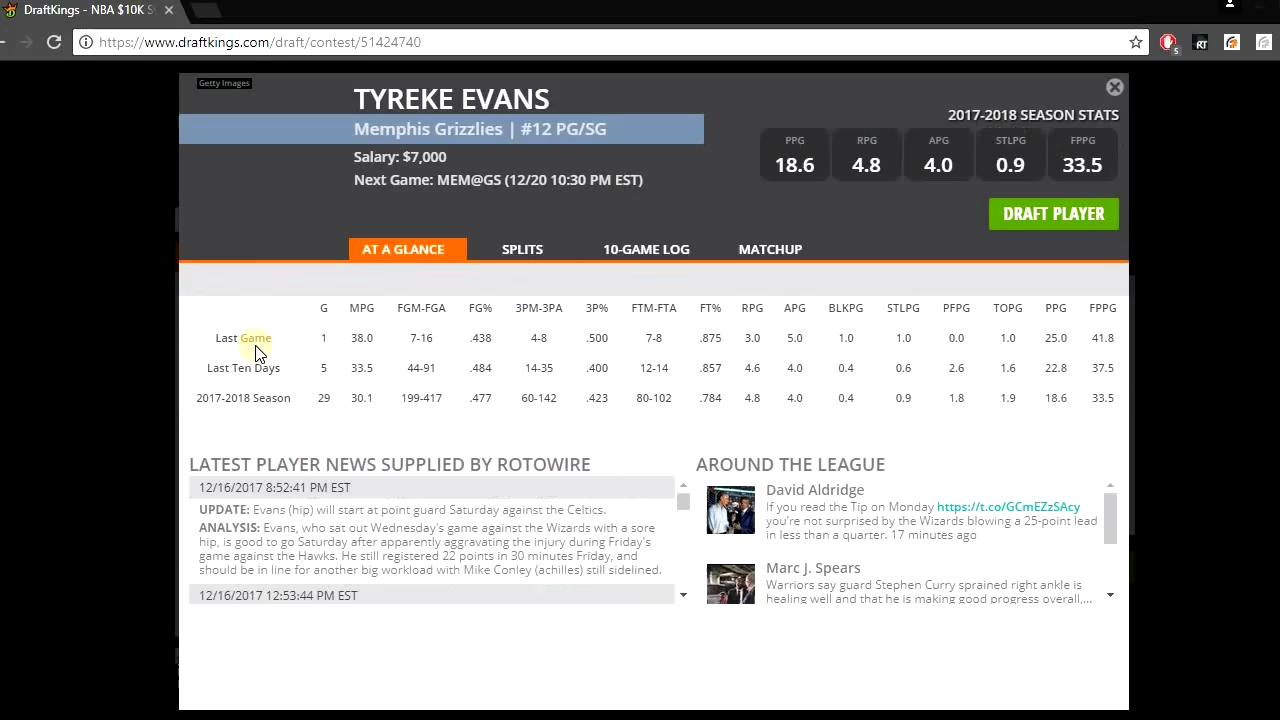 DraftKings - NBA $10K S
https://www.draftkings.com/draft/contest/51424740
5
RT
Getty Images
TYREKE EVANS
Memphis Grizzlies | #12 PG/SG
Salary: $7,000
Next Game: MEM@GS (12/20 10:30 PM EST)
2017-2018 SEASON STATS
PPG RPG APG STLPG FPPG
18.6 4.8 4.0 0.9 33.5
DRAFT PLAYER
AT A GLANCE SPLITS 10-GAME LOG MATCHUP
G MPG FGM-FGA FG% 3PM-3PA 3P% FTM-FTA FT% RPG APG BLKPG STLPG PFPG TOPG PPG FPPG
Last Game 1 38.0 7-16 .438 4-8 .500 7-8 .875 3.0 5.0 1.0 1.0 0.0 1.0 25.0 41.8
Last Ten Days 5 33.5 44-91 .484 14-35 .400 12-14 .857 4.6 4.0 0.4 0.6 2.6 1.6 22.8 37.5
2017-2018 Season 29 30.1 199-417 .477 60-142 .423 80-102 .784 4.8 4.0 0.4 0.9 1.8 1.9 18.6 33.5
LATEST PLAYER NEWS SUPPLIED BY ROTOWIRE
12/16/2017 8:52:41 PM EST
UPDATE: Evans (hip) will start at point guard Saturday against the Celtics.
ANALYSIS: Evans, who sat out Wednesday's game against the Wizards with a sore
hip, is good to go Saturday after apparently aggravating the injury during Friday's
game against the Hawks. He still registered 22 points in 30 minutes Friday, and
should be in line for another big workload with Mike Conley (achilles) still sidelined.
12/16/2017 12:53:44 PM EST
AROUND THE LEAGUE
David Aldridge
If you read the Tip on Monday https://t.co/GCmEZzSAcy
you're not surprised by the Wizards blowing a 25-point lead
in less than a quarter. 17 minutes ago
Marc J. Spears
Warriors say guard Stephen Curry sprained right ankle is
healing well and that he is making good progress overall,...